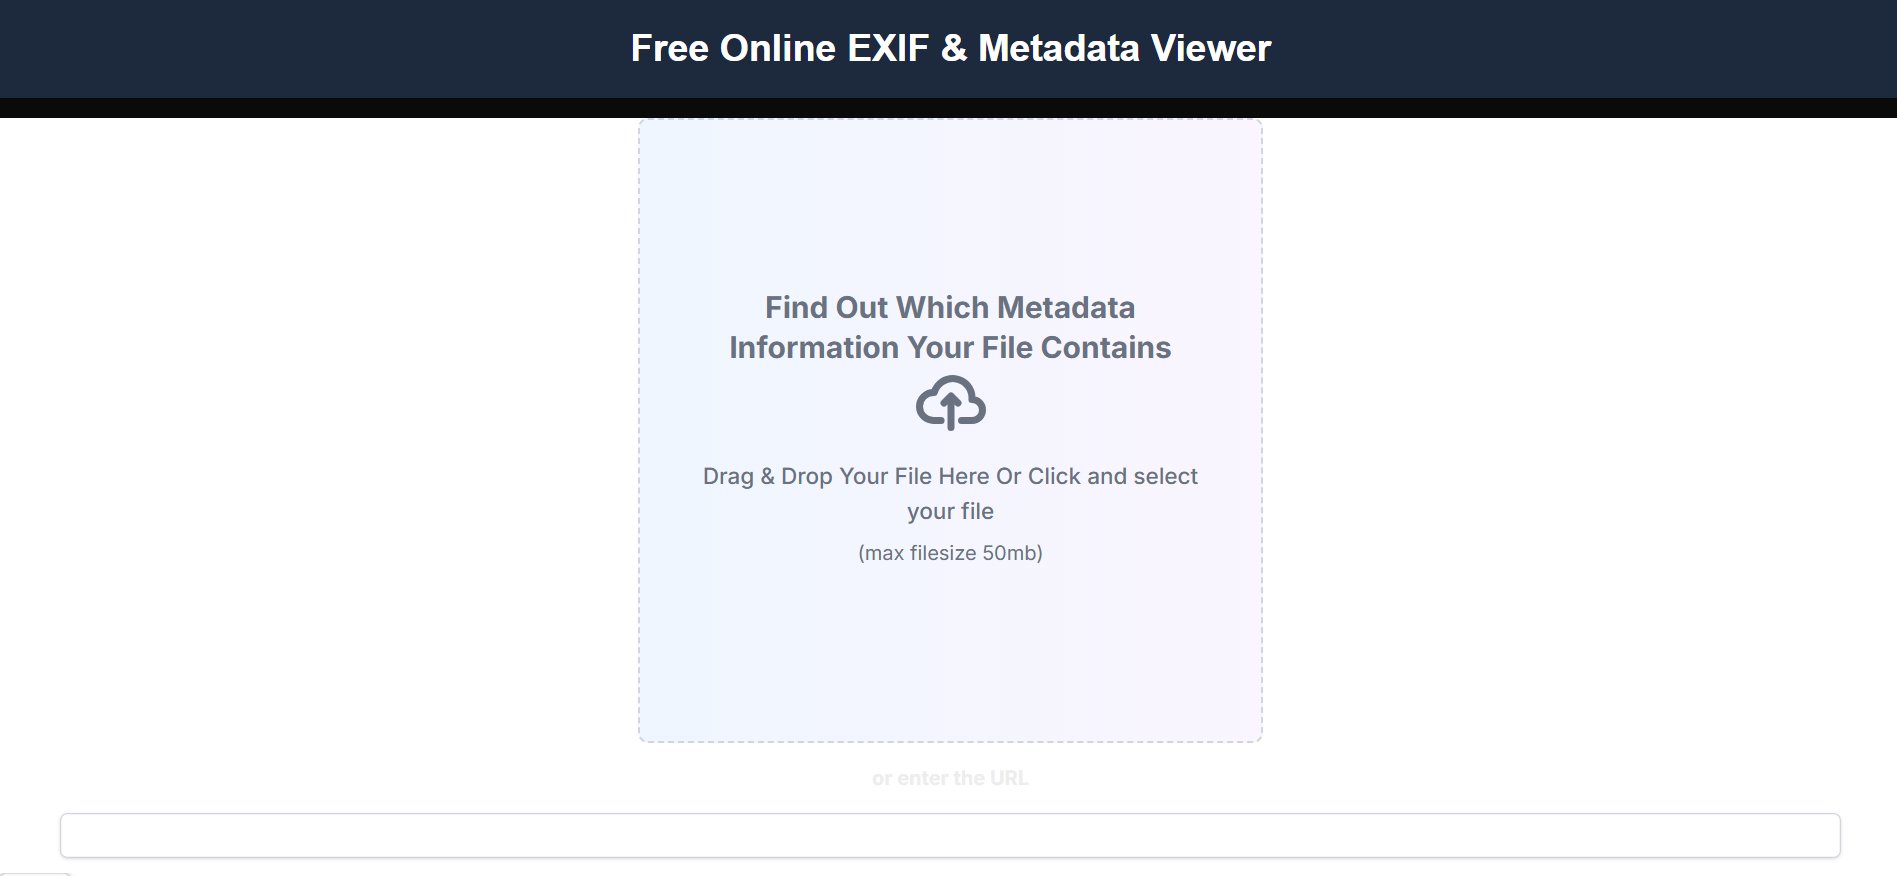 Free Online EXIF & Metadata Viewer
Find Out Which Metadata
Information Your File Contains
Drag & Drop Your File Here Or Click and select
your file
(max filesize 50mb)
or enter the URL